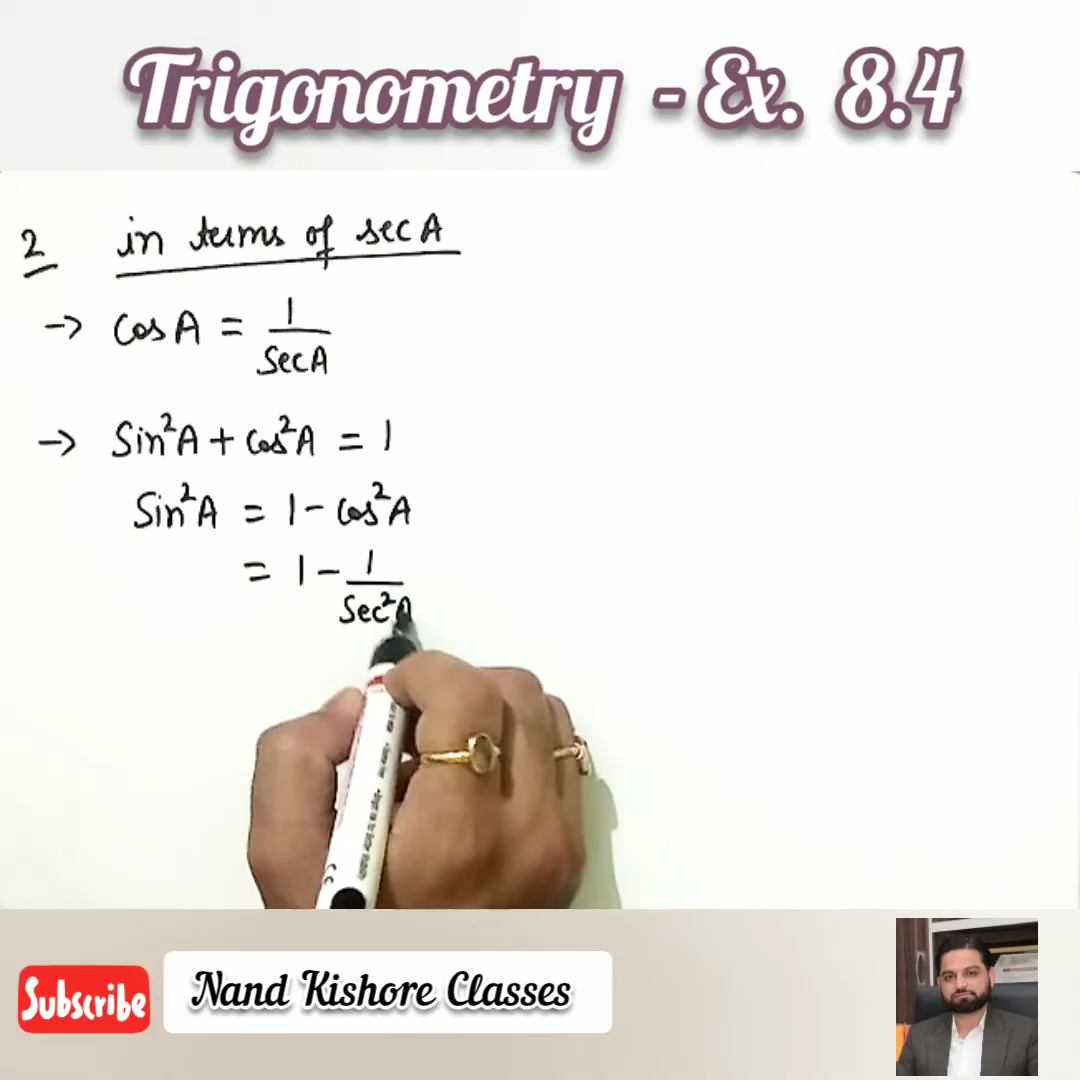 Trigonometry - Ex. 8.4
2 in terms of sec A
→ Cos A = 1/Sec A
→ Sin²A + Cos²A = 1
Sin²A = 1 - Cos²A
= 1 - 1/Sec²A
Subscribe
Nand Kishore Classes